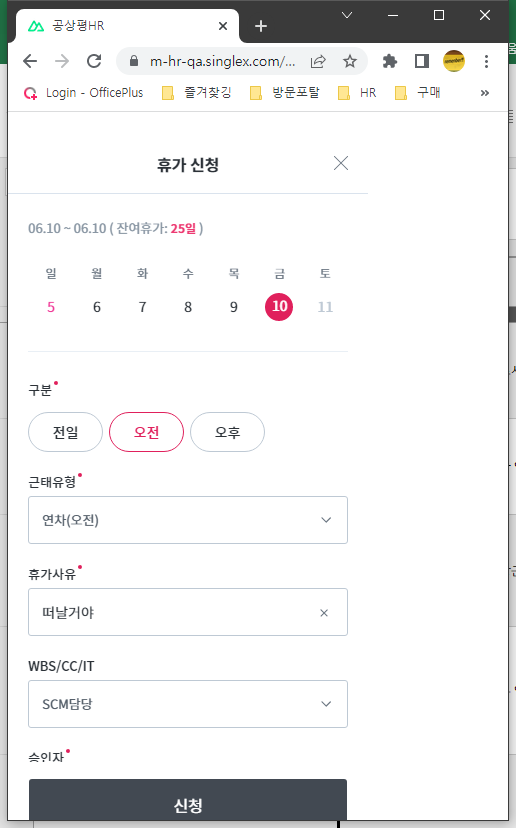 공상평HR
m-hr-qa.singlex.com/...
Login - OfficePlus 즐겨찾깅 방문포탈 HR 구매 »
휴가 신청
06.10 ~ 06.10 ( 잔여휴가: 25일 )
일 월 화 수 목 금 토
5 6 7 8 9 10 11
구분
전일 오전 오후
근태유형
연차(오전)
휴가사유
떠날거야
WBS/CC/IT
SCM담당
승인자
신청